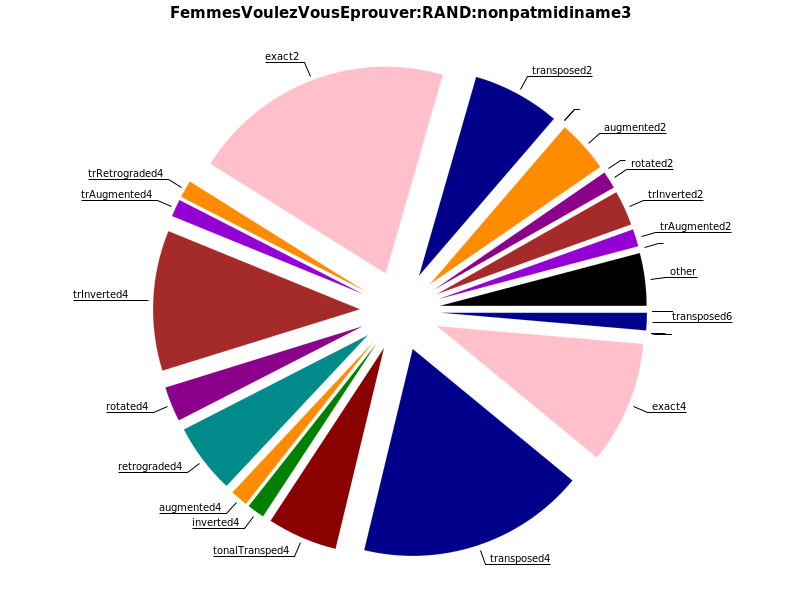 FemmesVoulezVousEprouver:RAND:nonpatmidiname3
exact2
transposed2
augmented2
rotated2
trInverted2
trAugmented2
other
transposed6
exact4
transposed4
tonalTransped4
inverted4
augmented4
retrograded4
rotated4
trInverted4
trAugmented4
trRetrograded4